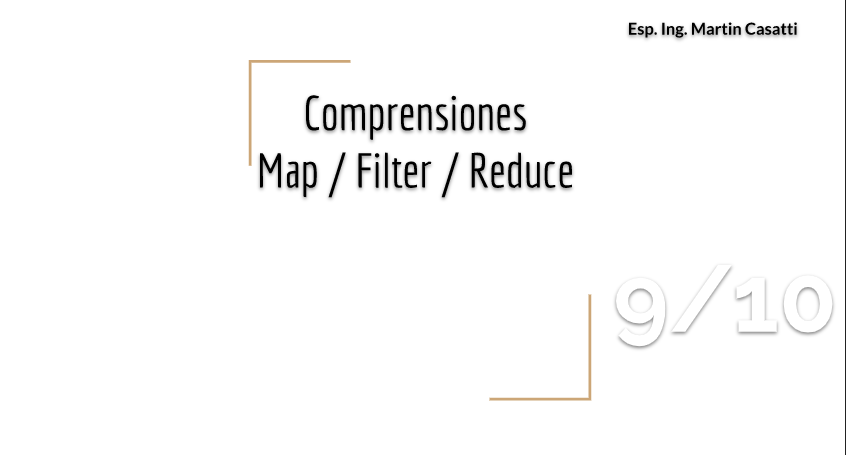 Esp. Ing. Martin Casatti
Comprensiones
Map / Filter / Reduce
9/10